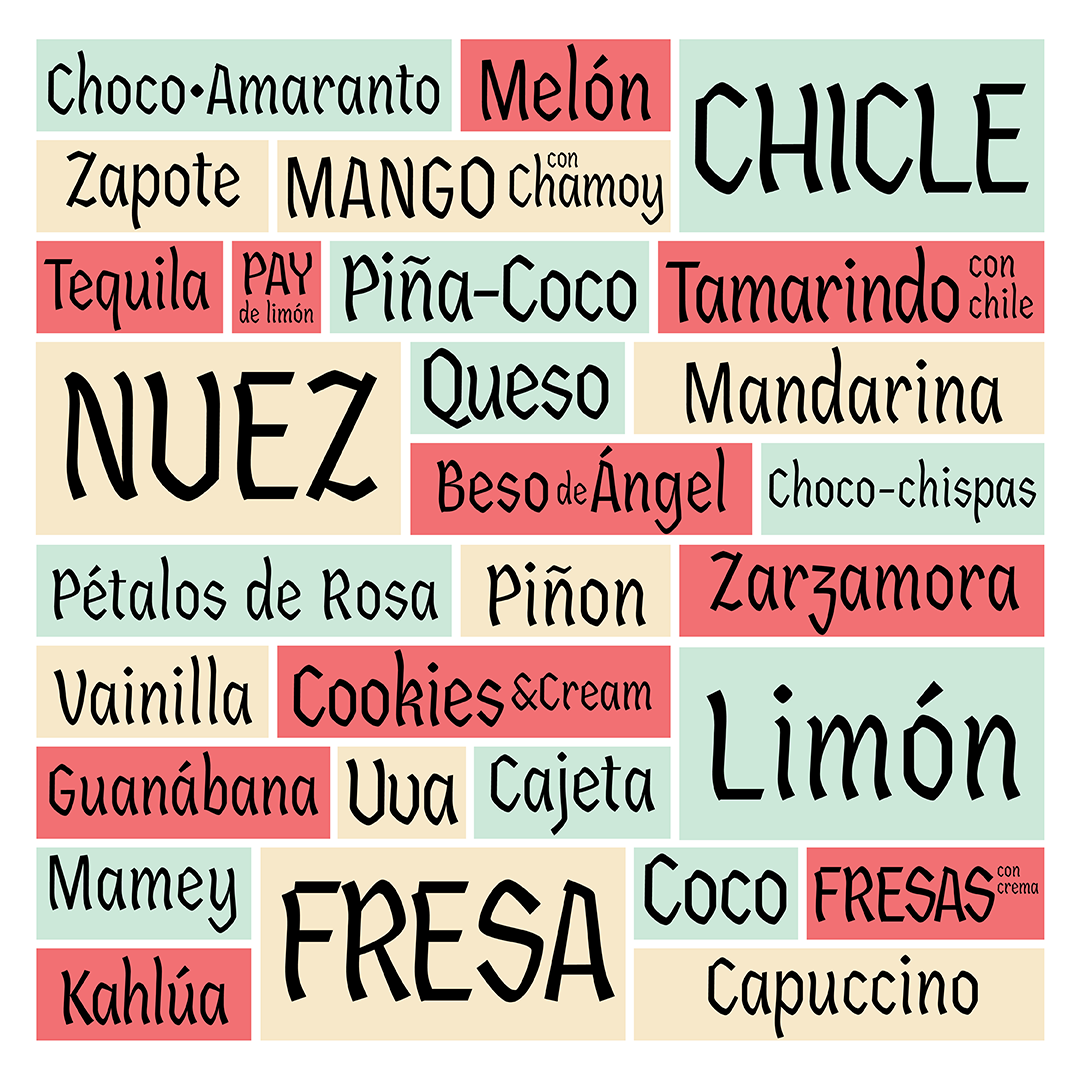 Choco•Amaranto
Melón
CHICLE
Zapote
MANGO con Chamoy
Tequila
PAY
de limón
Piña-Coco
Tamarindo con chile
NUEZ
Queso
Mandarina
Beso de Ángel
Choco-chispas
Pétalos de Rosa
Piñon
Zarzamora
Vainilla
Cookies &Cream
Limón
Guanábana
Uva
Cajeta
Mamey
FRESA
Coco
FRESAS con crema
Kahlúa
Capuccino